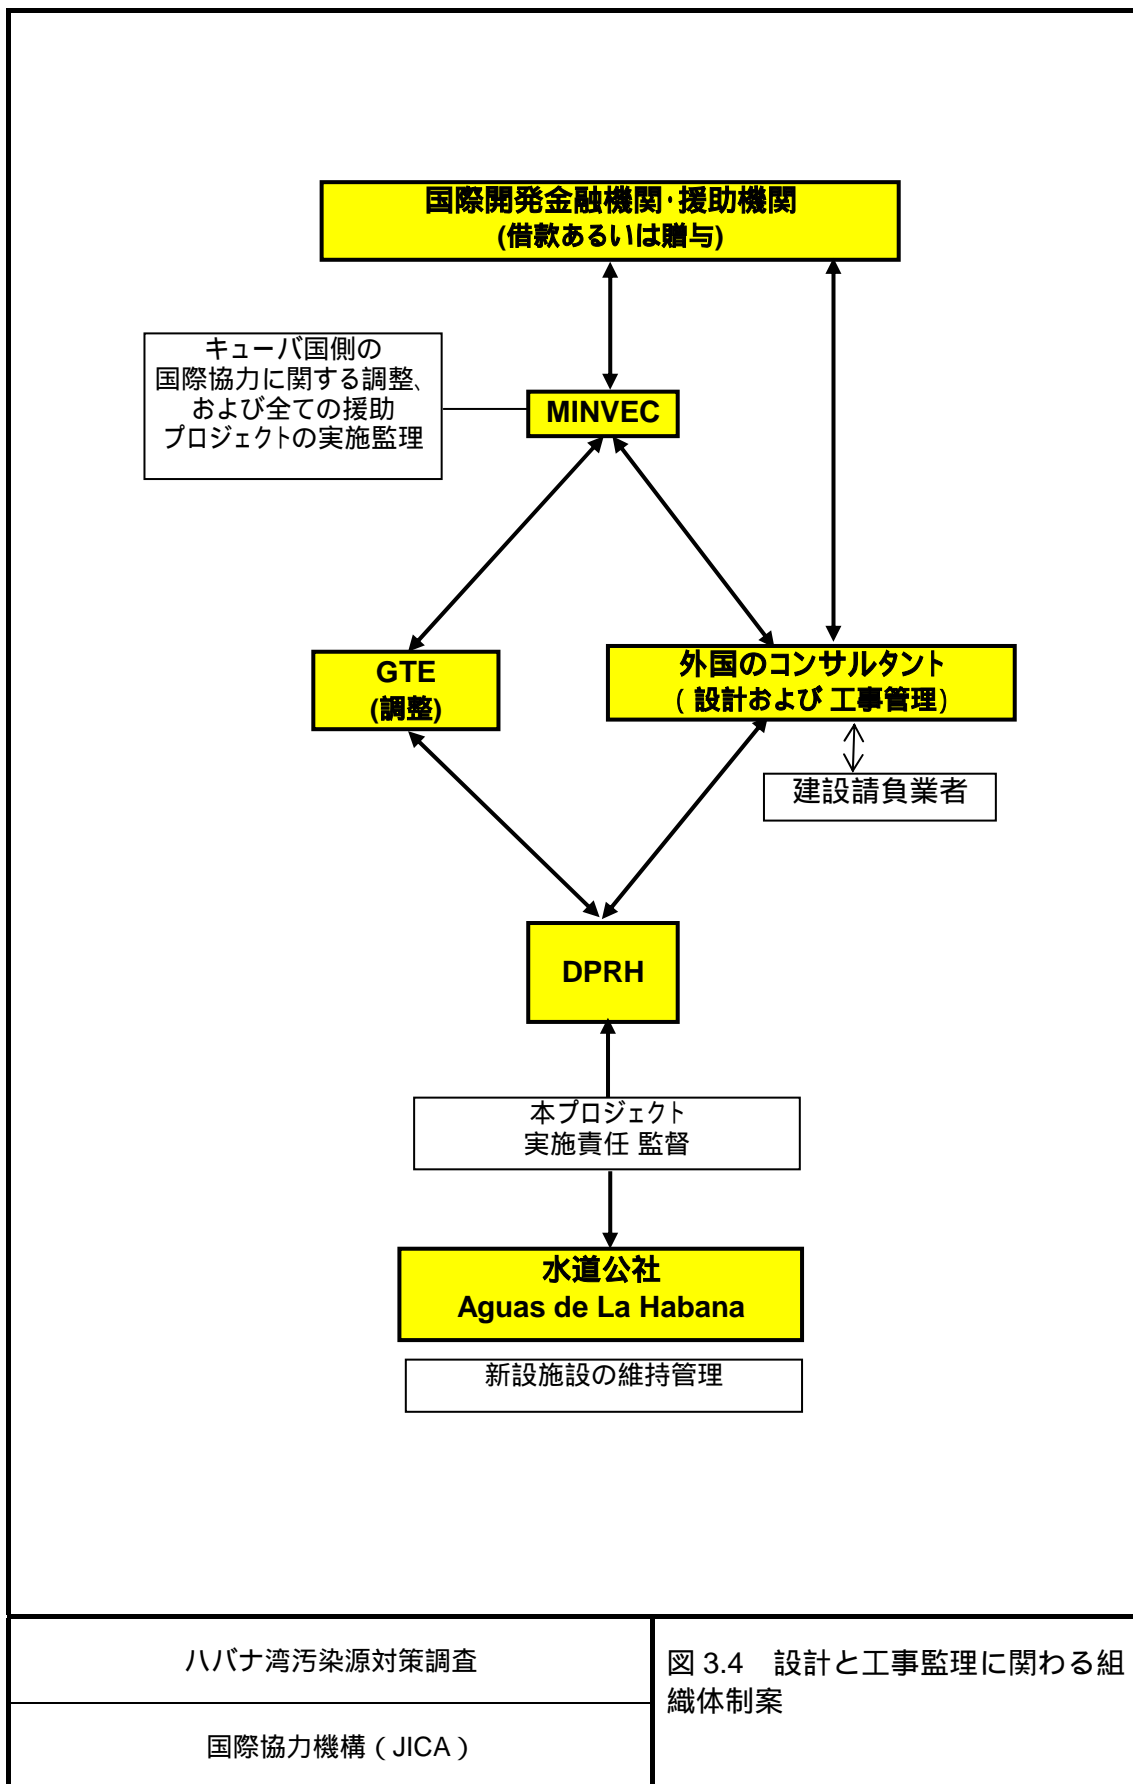 国際開発金融機関・援助機関
(借款あるいは贈与)
キューバ国側の
国際協力に関する調整、
および全ての援助
プロジェクトの実施監理
MINVEC
GTE
(調整)
外国のコンサルタント
( 設計および 工事管理)
建設請負業者
DPRH
本プロジェクト
実施責任 監督
水道公社
Aguas de La Habana
新設施設の維持管理
ハバナ湾汚染源対策調査
国際協力機構（JICA）
図 3.4　設計と工事監理に関わる組
織体制案